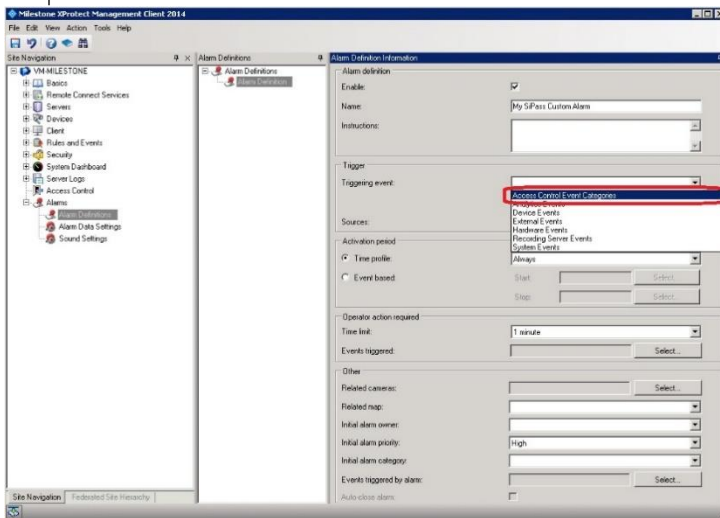 Milestone XProtect Management Client 2014
File Edit View Action Tools Help
Site Navigation
VM-MILESTONE
Basics
Remote Connect Services
Servers
Devices
Client
Rules and Events
Security
System Dashboard
Server Logs
Access Control
Alarms
Alarm Definitions
Alarm Data Settings
Sound Settings
Site Navigation Federated Site Hierarchy
Alarm Definitions
Alarm Definitions
Alarm Definition
Alarm Definition Information
Alarm definition
Enable:
Name: My SiPass Custom Alarm
Instructions:
Trigger
Triggering event:
Access Control Event Categories
Analytics Events
Device Events
External Events
Hardware Events
Recording Server Events
System Events
Sources:
Activation period
Time profile: Always
Event based: Start: Select...
Stop: Select...
Operator action required
Time limit: 1 minute
Events triggered: Select...
Other
Related cameras: Select...
Related map:
Initial alarm owner:
Initial alarm priority: High
Initial alarm category:
Events triggered by alarm: Select...
Auto-close alarm: